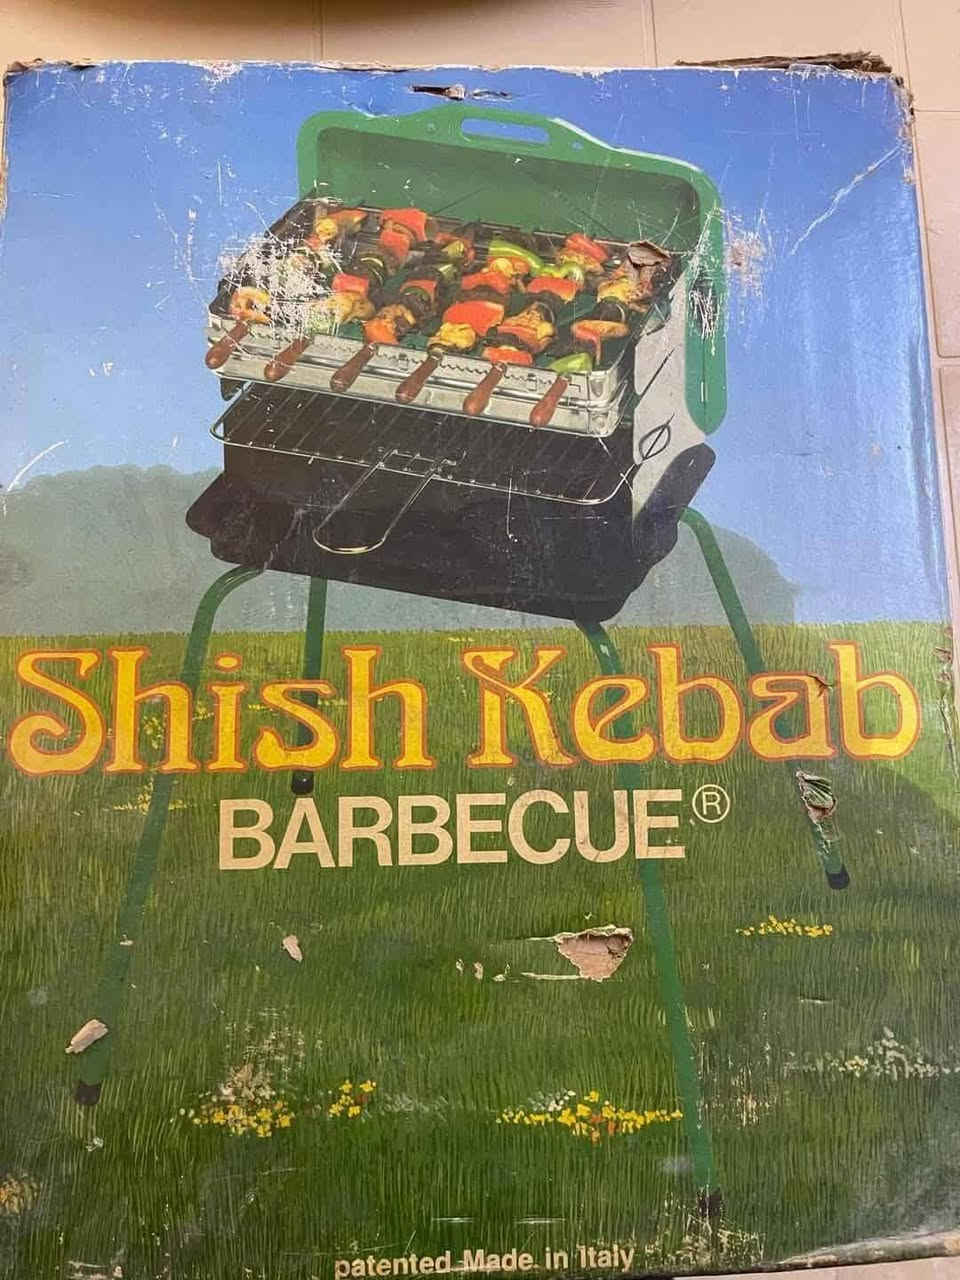 Shish Kebab
BARBECUE®
patented Made in Italy